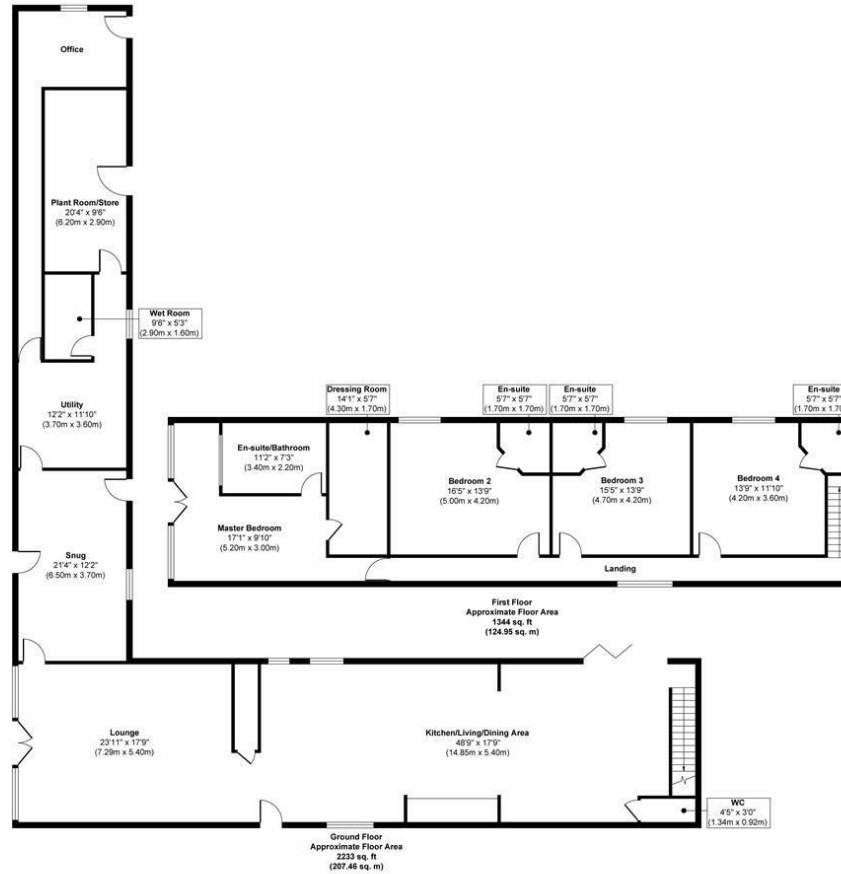 Office
Plant Room/Store
20'4" x 9'6"
(6.20m x 2.90m)
Wet Room
9'6" x 5'3"
(2.90m x 1.60m)
Utility
12'2" x 11'10"
(3.70m x 3.60m)
Snug
21'4" x 12'2"
(6.50m x 3.70m)
Dressing Room
14'1" x 5'7"
(4.30m x 1.70m)
En-suite
5'7" x 5'7"
(1.70m x 1.70m)
En-suite
5'7" x 5'7"
(1.70m x 1.70m)
En-suite
5'7" x 5'7"
(1.70m x 1.70
En-suite/Bathroom
11'2" x 7'3"
(3.40m x 2.20m)
Master Bedroom
17'1" x 9'10"
(5.20m x 3.00m)
Bedroom 2
16'5" x 13'9"
(5.00m x 4.20m)
Bedroom 3
15'5" x 13'9"
(4.70m x 4.20m)
Bedroom 4
13'9" x 11'10"
(4.20m x 3.60m)
Landing
First Floor
Approximate Floor Area
1344 sq. ft
(124.95 sq. m)
Lounge
23'11" x 17'9"
(7.29m x 5.40m)
Kitchen/Living/Dining Area
48'9" x 17'9"
(14.85m x 5.40m)
WC
4'5" x 3'0"
(1.34m x 0.92m)
Ground Floor
Approximate Floor Area
2233 sq. ft
(207.46 sq. m)